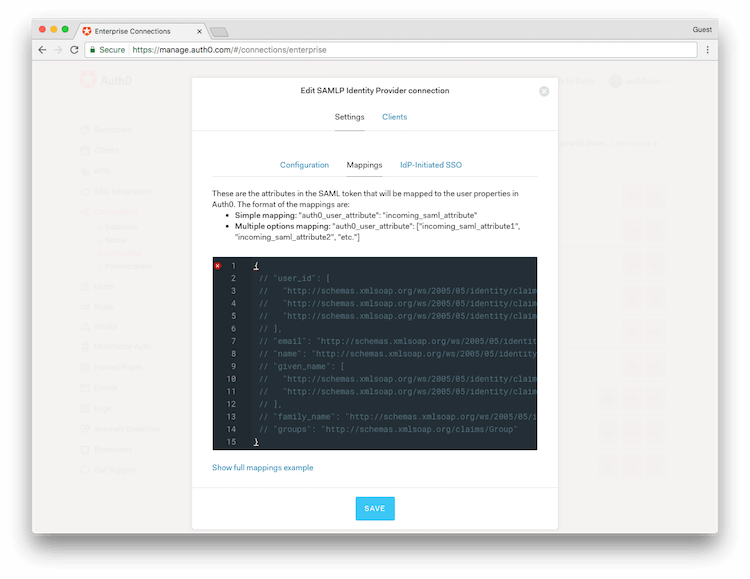 Enterprise Connections
Guest
Secure https://manage.auth0.com/#/connections/enterprise
Auth0
Edit SAMLP Identity Provider connection
Settings Clients
Configuration Mappings IdP-Initiated SSO
These are the attributes in the SAML token that will be mapped to the user properties in
Auth0. The format of the mappings are:
• Simple mapping: "auth0_user_attribute": "incoming_saml_attribute"
• Multiple options mapping: "auth0_user_attribute": ["incoming_saml_attribute1",
"incoming_saml_attribute2", "etc."]
1 {
2 // "user_id": [
3 // "http://schemas.xmlsoap.org/ws/2005/05/identity/claim
4 // "http://schemas.xmlsoap.org/ws/2005/05/identity/claim
5 // "http://schemas.xmlsoap.org/ws/2005/05/identity/claim
6 // ],
7 // "email": "http://schemas.xmlsoap.org/ws/2005/05/identit
8 // "name": "http://schemas.xmlsoap.org/ws/2005/05/identity
9 // "given_name": [
10 // "http://schemas.xmlsoap.org/ws/2005/05/identity/claim
11 // "http://schemas.xmlsoap.org/ws/2005/05/identity/claim
12 // ],
13 // "family_name": "http://schemas.xmlsoap.org/ws/2005/05/i
14 // "groups": "http://schemas.xmlsoap.org/claims/Group"
15 }
Show full mappings example
SAVE